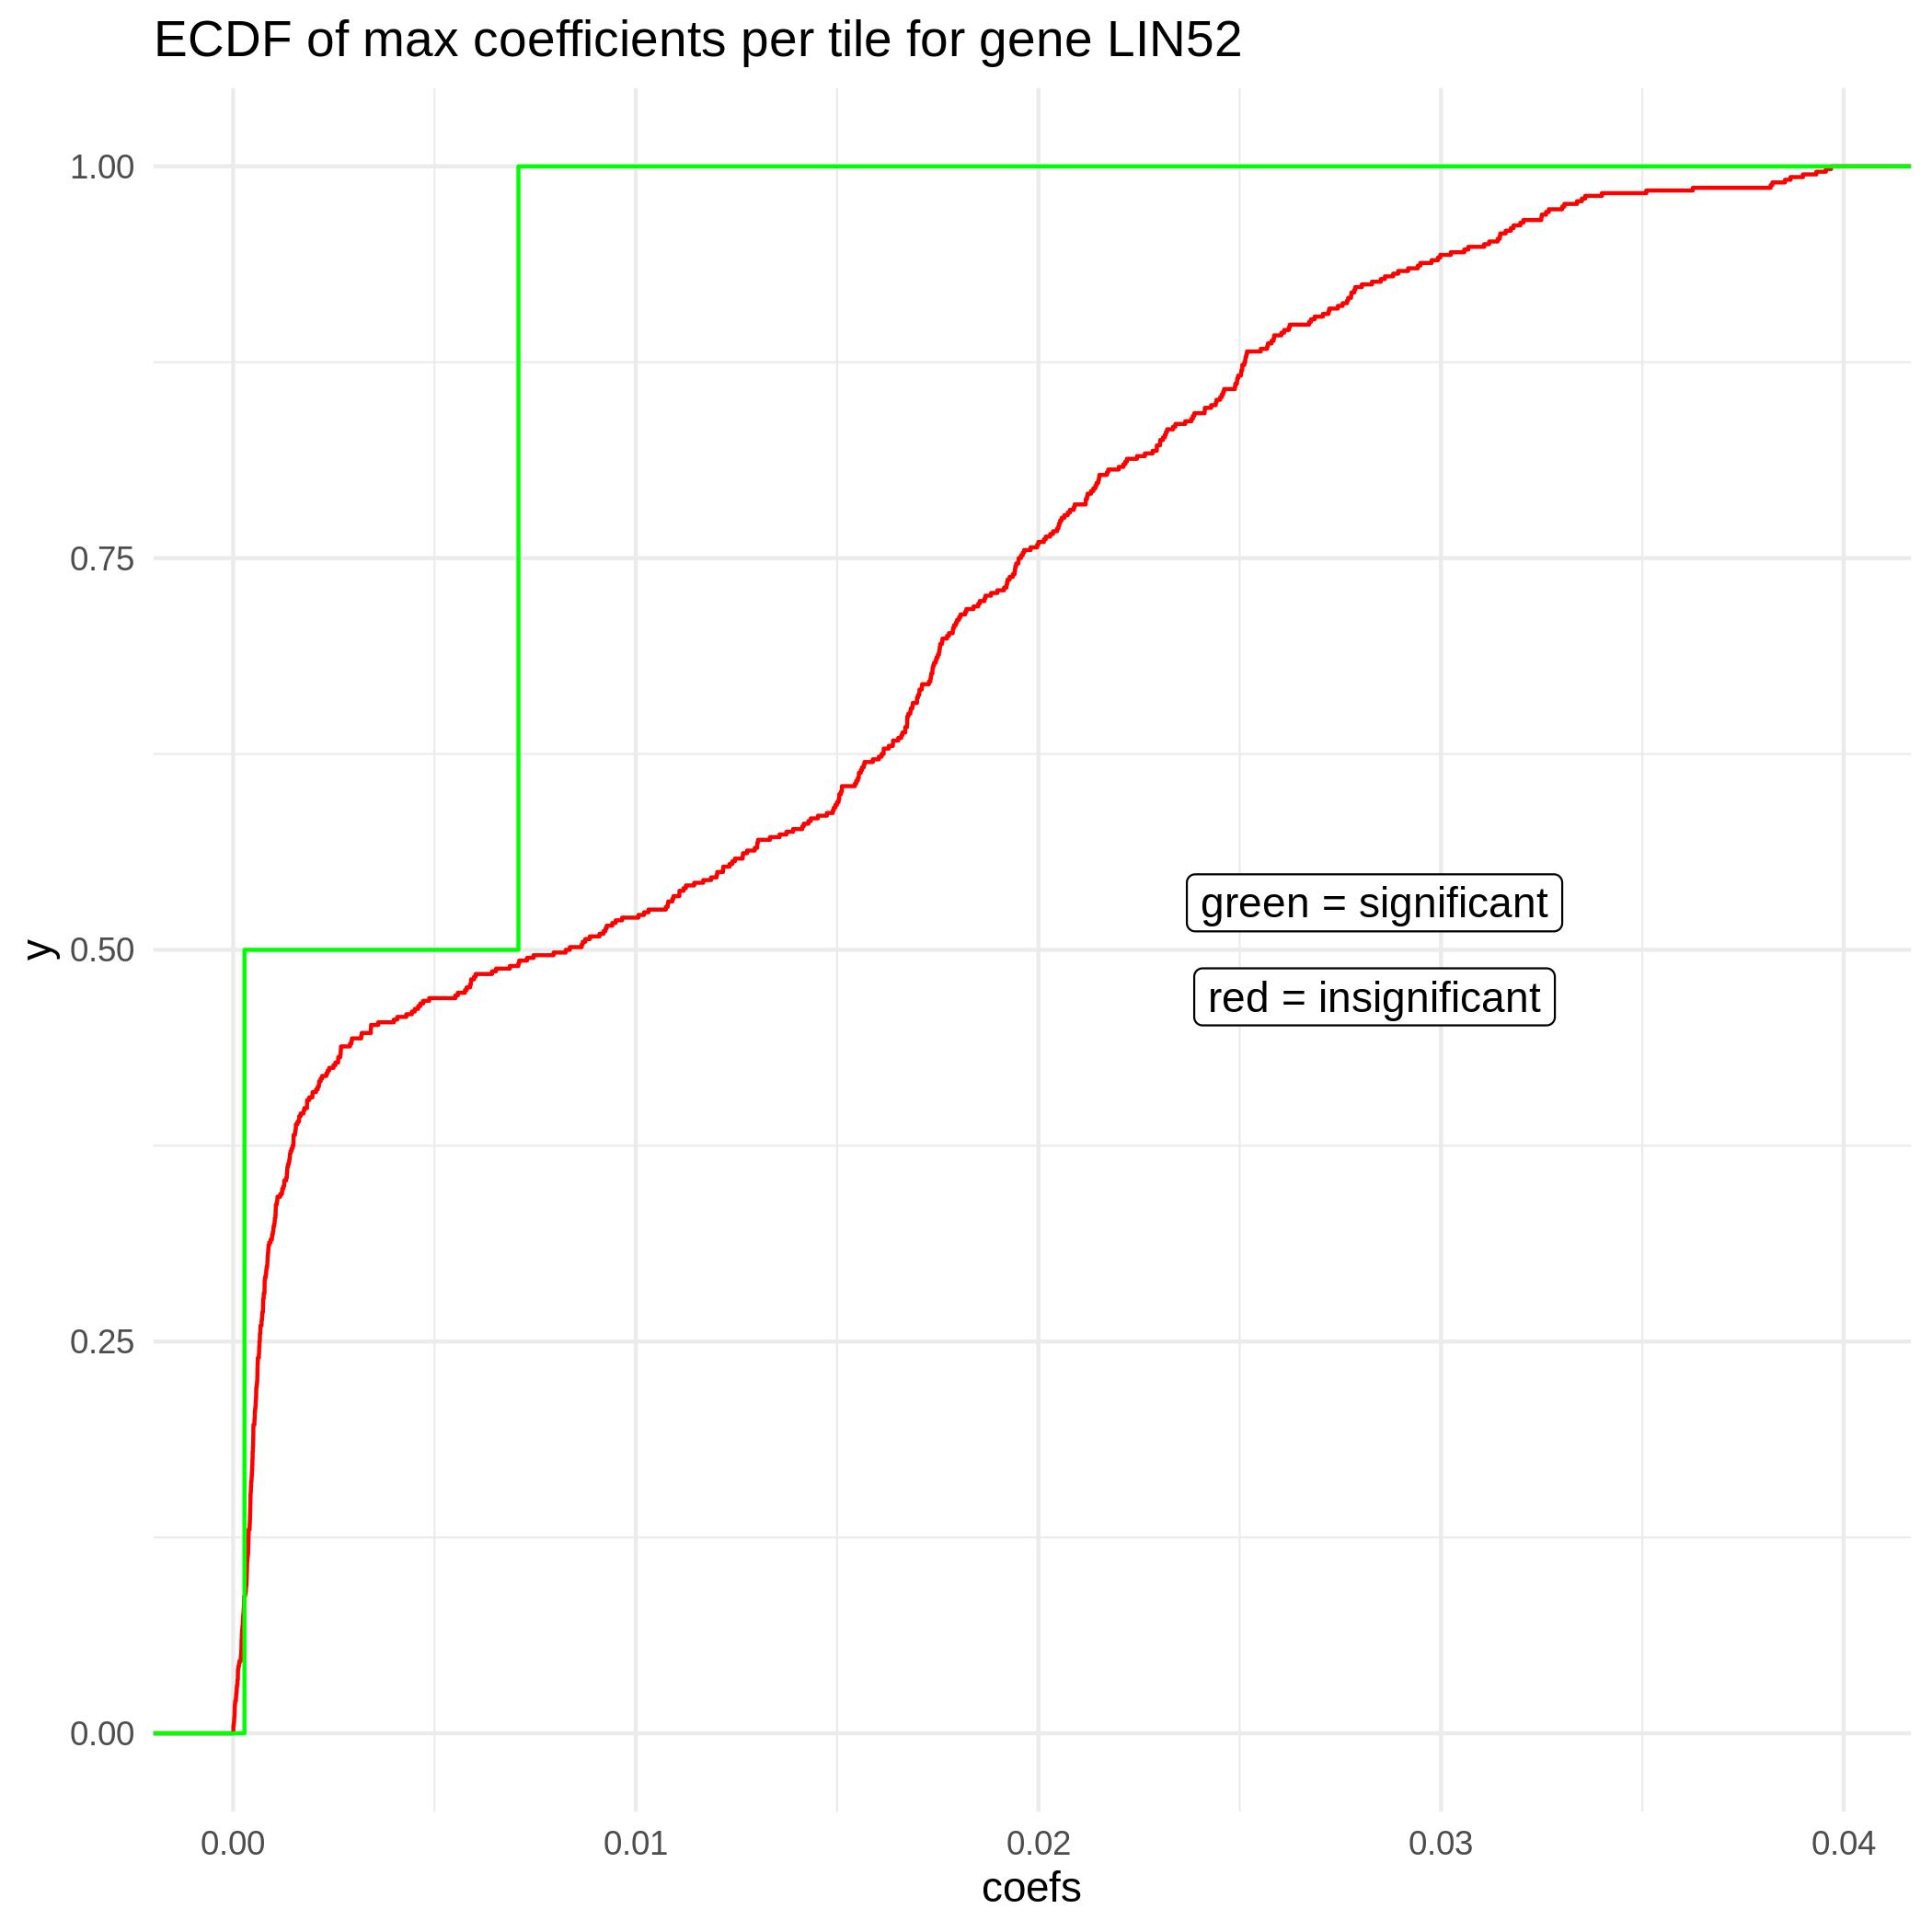 ECDF of max coefficients per tile for gene LIN52
1.00
0.75
0.50
0.25
0.00
y
green = significant
red = insignificant
0.00 0.01 0.02 0.03 0.04
coefs